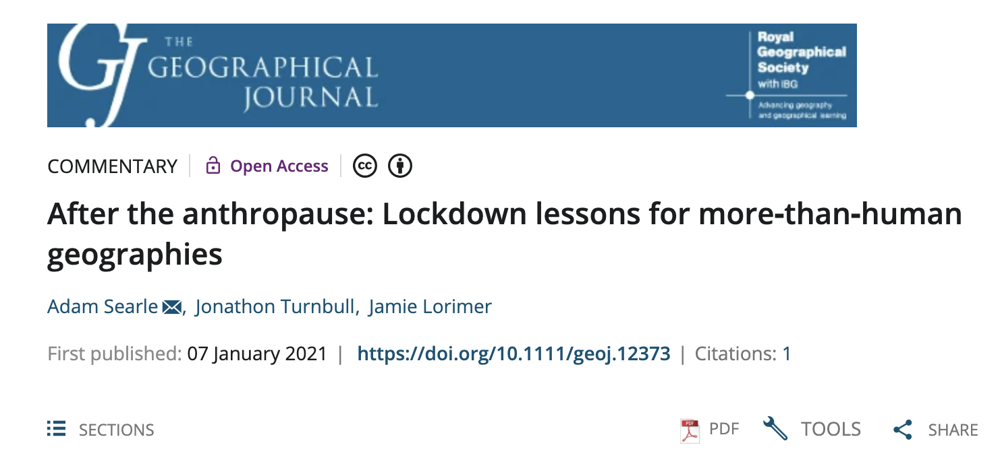 GJ THE
GEOGRAPHICAL
JOURNAL
Royal
Geographical
Society
with IBG
Advancing geography
and geographical learning
COMMENTARY Open Access cc
After the anthropause: Lockdown lessons for more-than-human
geographies
Adam Searle, Jonathon Turnbull, Jamie Lorimer
First published: 07 January 2021 | https://doi.org/10.1111/geoj.12373 | Citations: 1
SECTIONS PDF PDF TOOLS SHARE